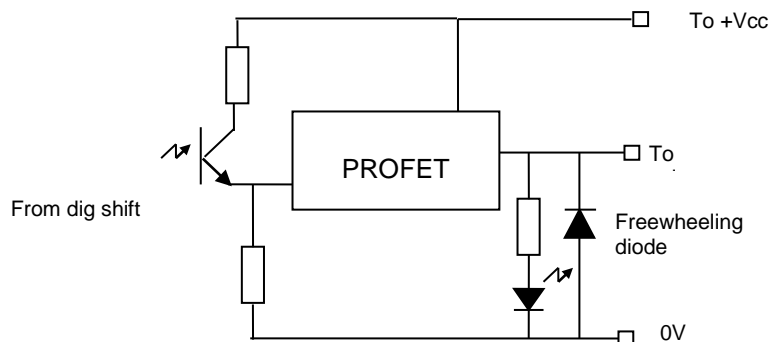 To +Vcc
PROFET
To
From dig shift
Freewheeling
diode
0V